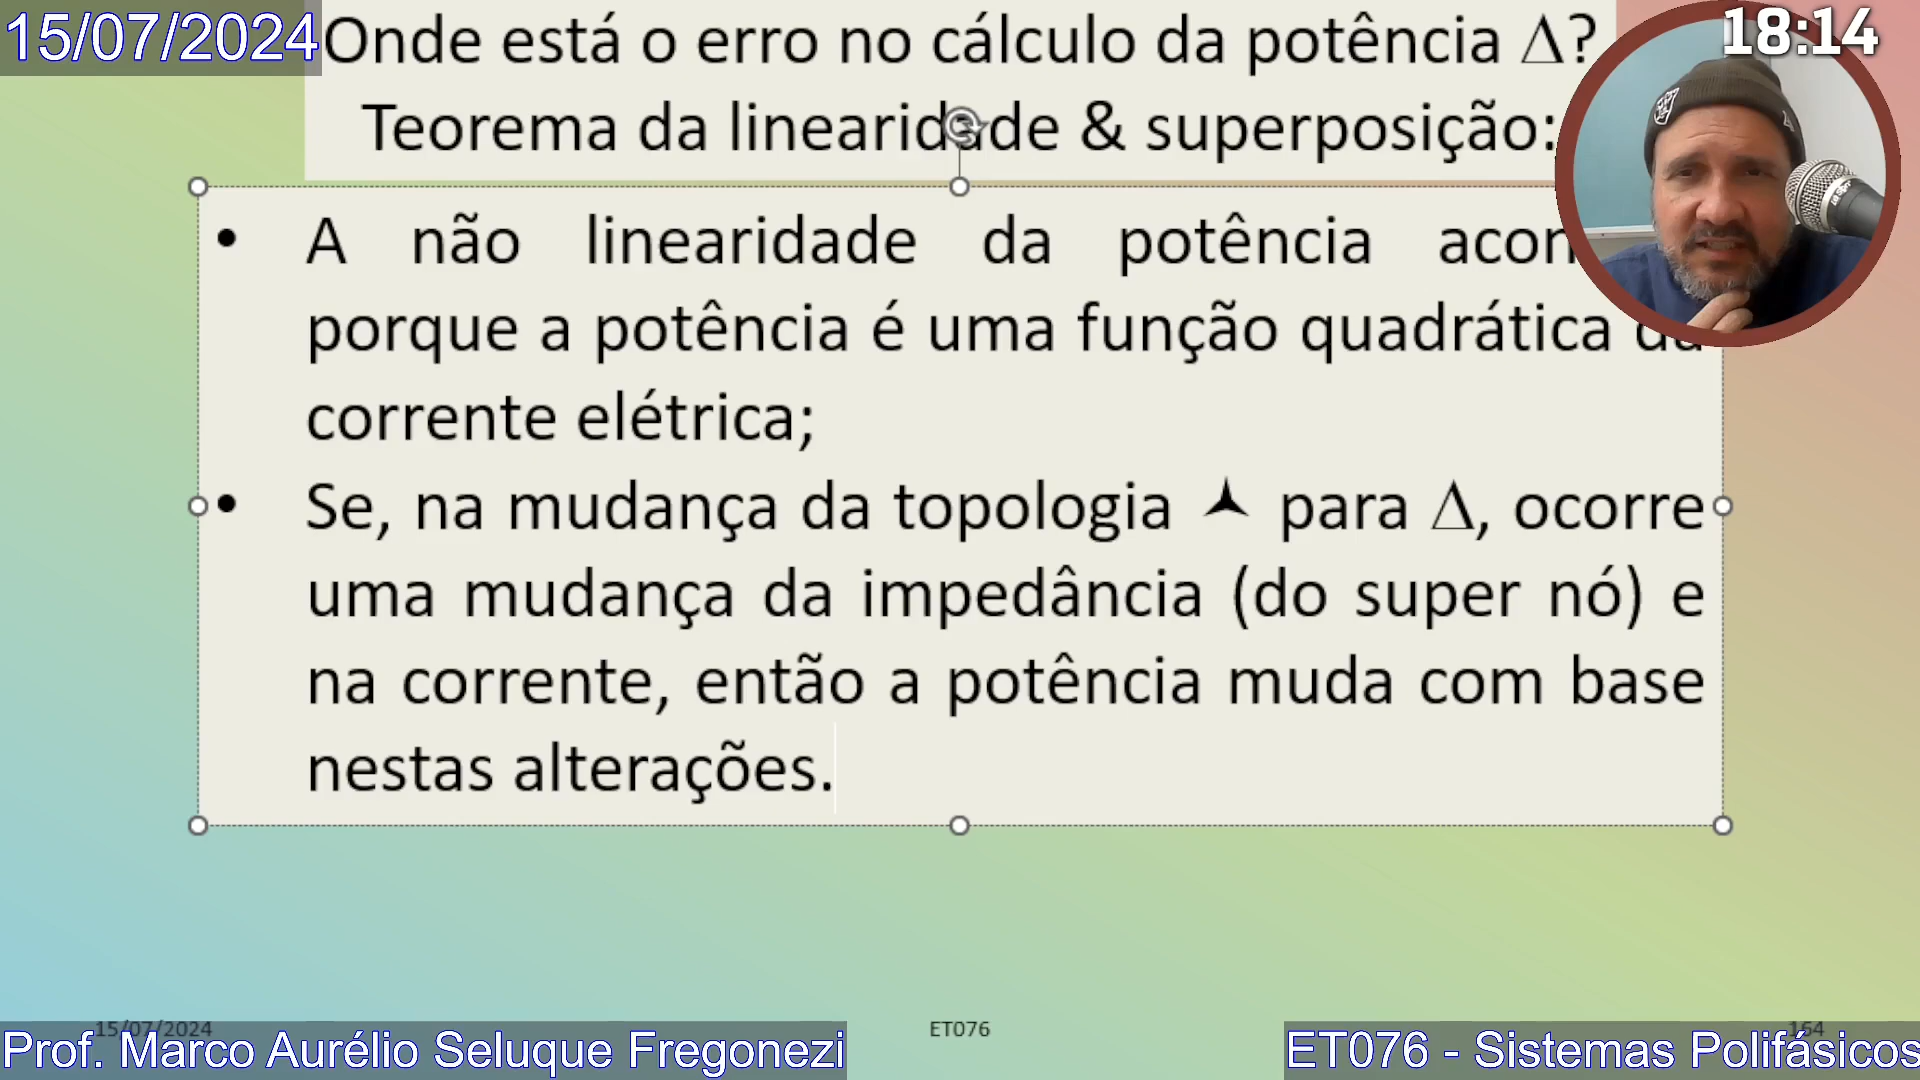 15/07/2024
Onde está o erro no cálculo da potência Δ?
18:14
Teorema da linearidade & superposição:
• A não linearidade da potência
porque a potência é uma função quadrática
corrente elétrica;
• Se, na mudança da topologia ⅄ para Δ, ocorre
uma mudança da impedância (do super nó) e
na corrente, então a potência muda com base
nestas alterações.
15/07/2024
ET076
164
Prof. Marco Aurélio Seluque Fregonezi
ET076 - Sistemas Polifásicos